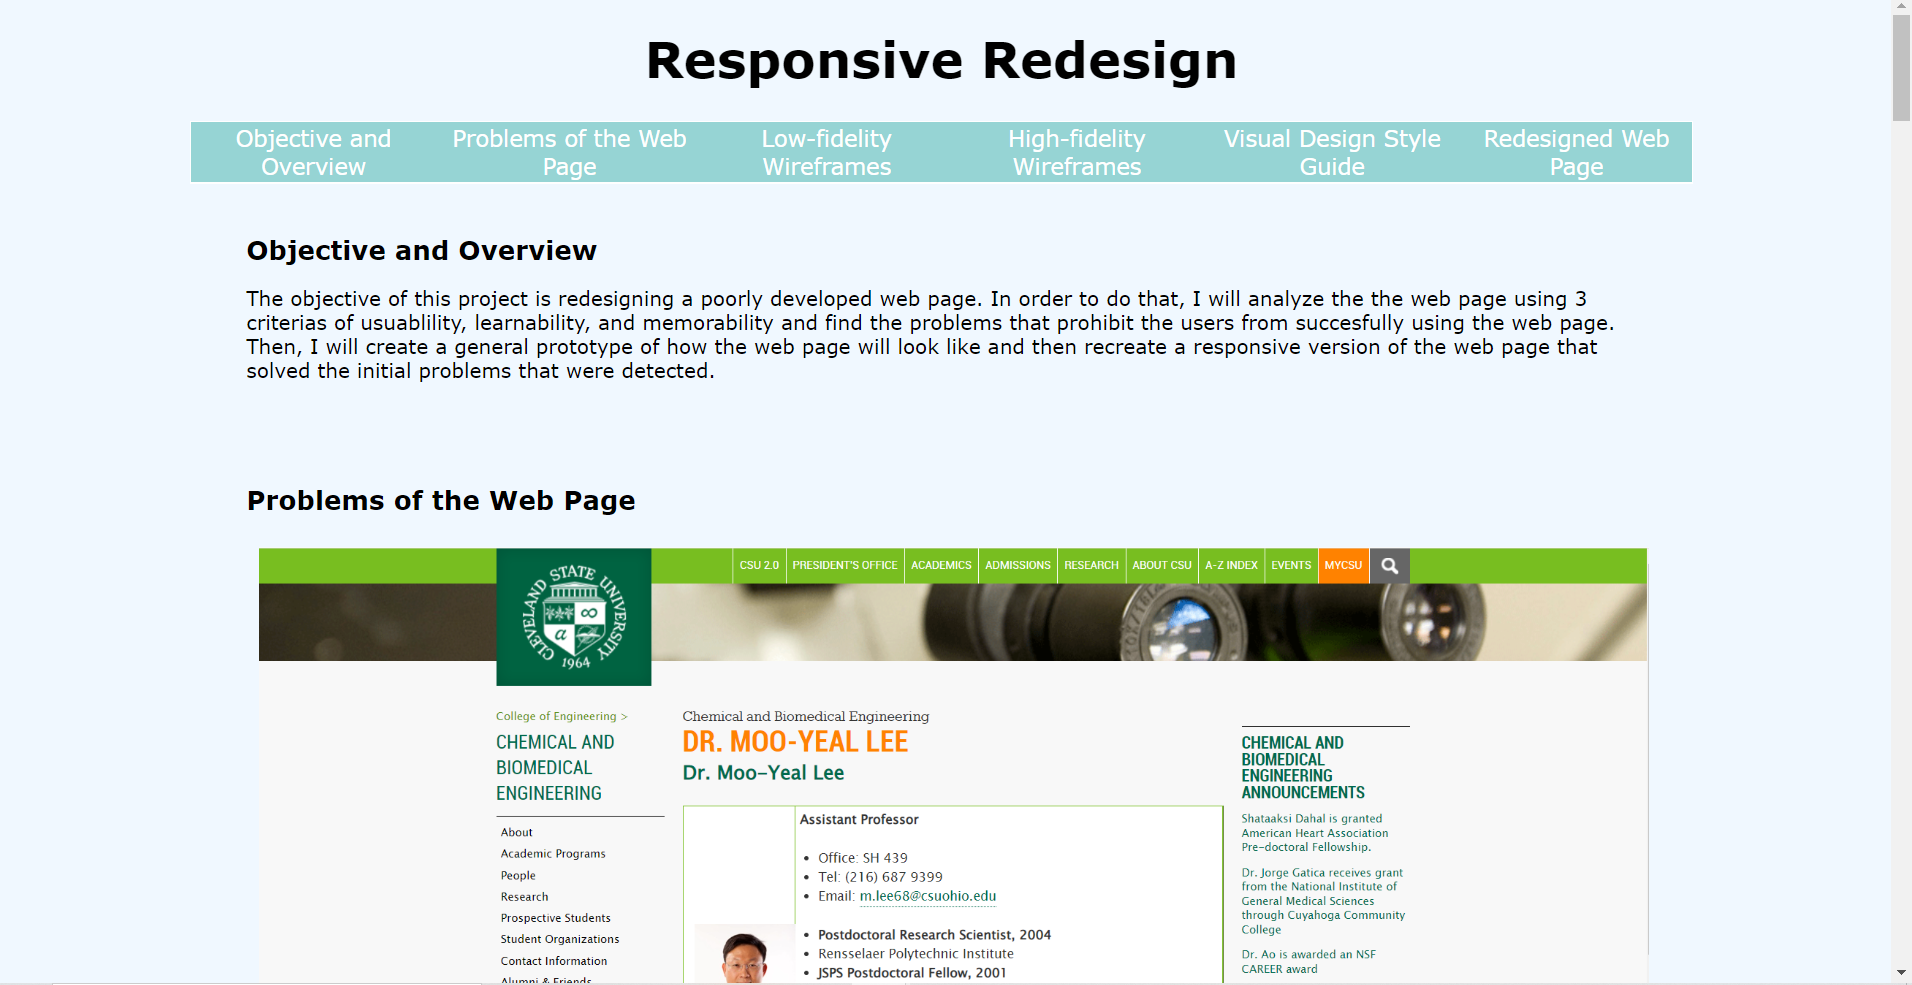 Responsive Redesign
Objective and
Overview
Problems of the Web
Page
Low-fidelity
Wireframes
High-fidelity
Wireframes
Visual Design Style
Guide
Redesigned Web
Page
Objective and Overview
The objective of this project is redesigning a poorly developed web page. In order to do that, I will analyze the the web page using 3
criterias of usuablility, learnability, and memorability and find the problems that prohibit the users from succesfully using the web page.
Then, I will create a general prototype of how the web page will look like and then recreate a responsive version of the web page that
solved the initial problems that were detected.
Problems of the Web Page
CLEVELAND STATE UNIVERSITY
1964
CSU 2.0
PRESIDENT'S OFFICE
ACADEMICS
ADMISSIONS
RESEARCH
ABOUT CSU
A-Z INDEX
EVENTS
MYCSU
College of Engineering >
CHEMICAL AND
BIOMEDICAL
ENGINEERING
About
Academic Programs
People
Research
Prospective Students
Student Organizations
Contact Information
Alumni & Friends
Chemical and Biomedical Engineering
DR. MOO-YEAL LEE
Dr. Moo-Yeal Lee
Assistant Professor
• Office: SH 439
• Tel: (216) 687 9399
• Email: m.lee68@csuohio.edu
• Postdoctoral Research Scientist, 2004
• Rensselaer Polytechnic Institute
• JSPS Postdoctoral Fellow, 2001
CHEMICAL AND
BIOMEDICAL
ENGINEERING
ANNOUNCEMENTS
Shataaksi Dahal is granted
American Heart Association
Pre-doctoral Fellowship.
Dr. Jorge Gatica receives grant
from the National Institute of
General Medical Sciences
through Cuyahoga Community
College
Dr. Ao is awarded an NSF
CAREER award